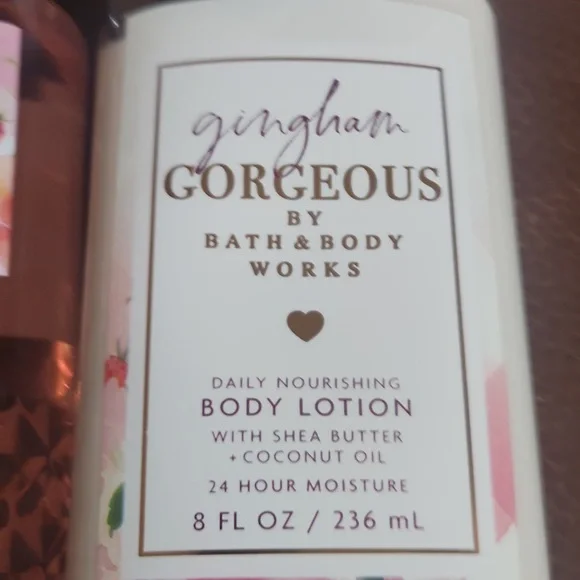 gingham
GORGEOUS
BY
BATH & BODY
WORKS
DAILY NOURISHING
BODY LOTION
WITH SHEA BUTTER
+ COCONUT OIL
24 HOUR MOISTURE
8 FL OZ / 236 mL